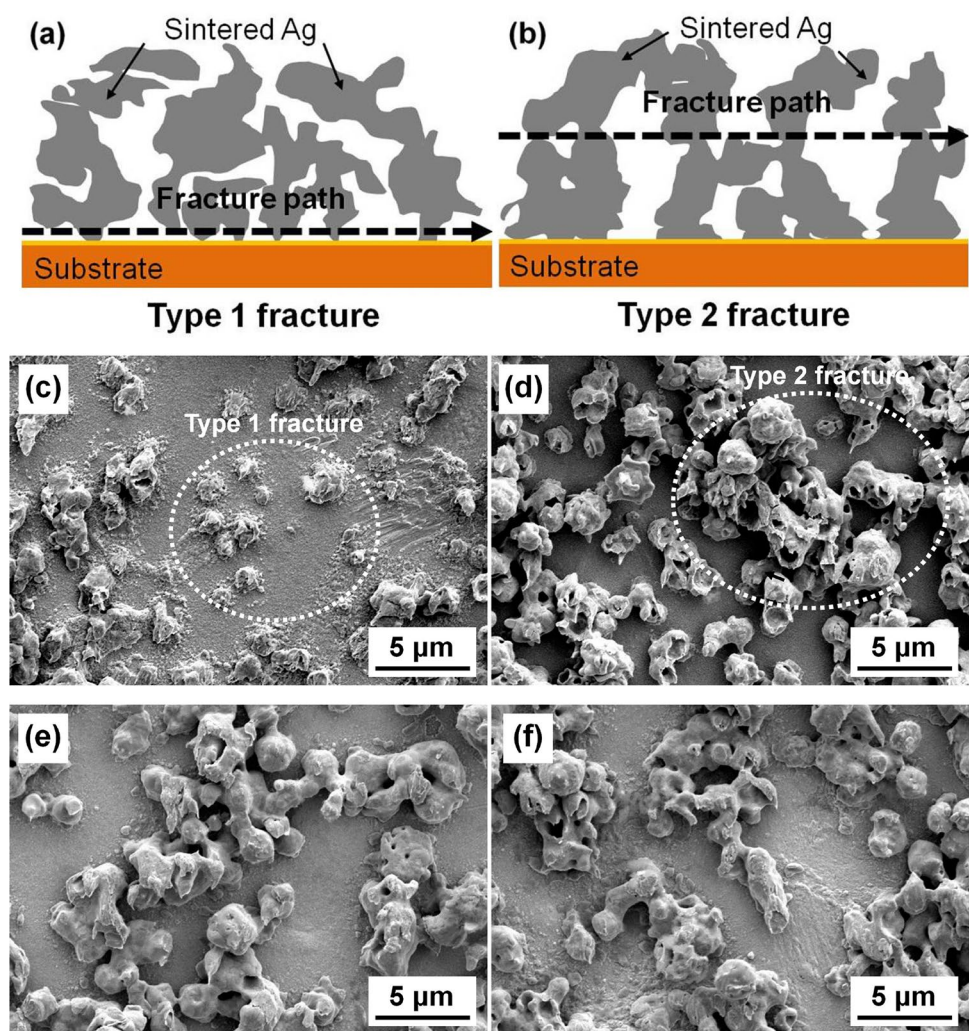 (a)
Sintered Ag
Fracture path
Substrate
Type 1 fracture
(b)
Sintered Ag
Fracture path
Substrate
Type 2 fracture
(c)
Type 1 fracture
5 µm
(d)
Type 2 fracture
5 µm
(e)
5 µm
(f)
5 µm